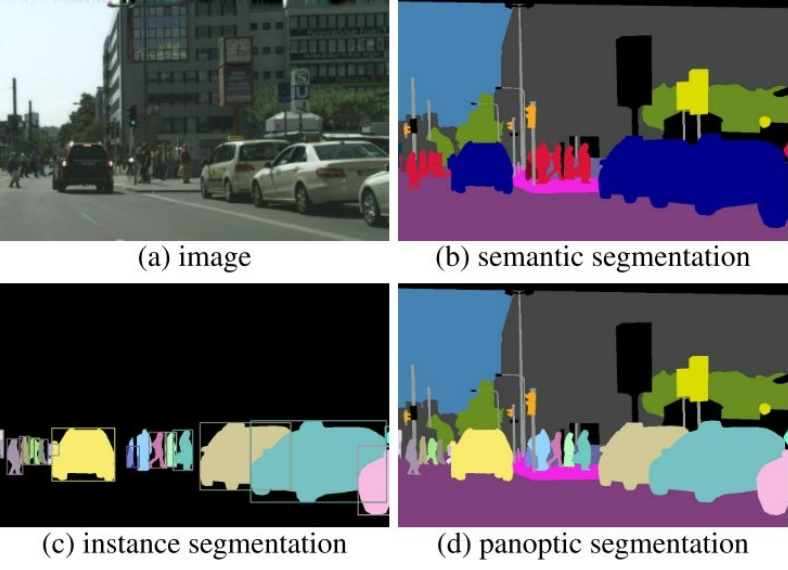 S
U
(a) image
(b) semantic segmentation
(c) instance segmentation
(d) panoptic segmentation